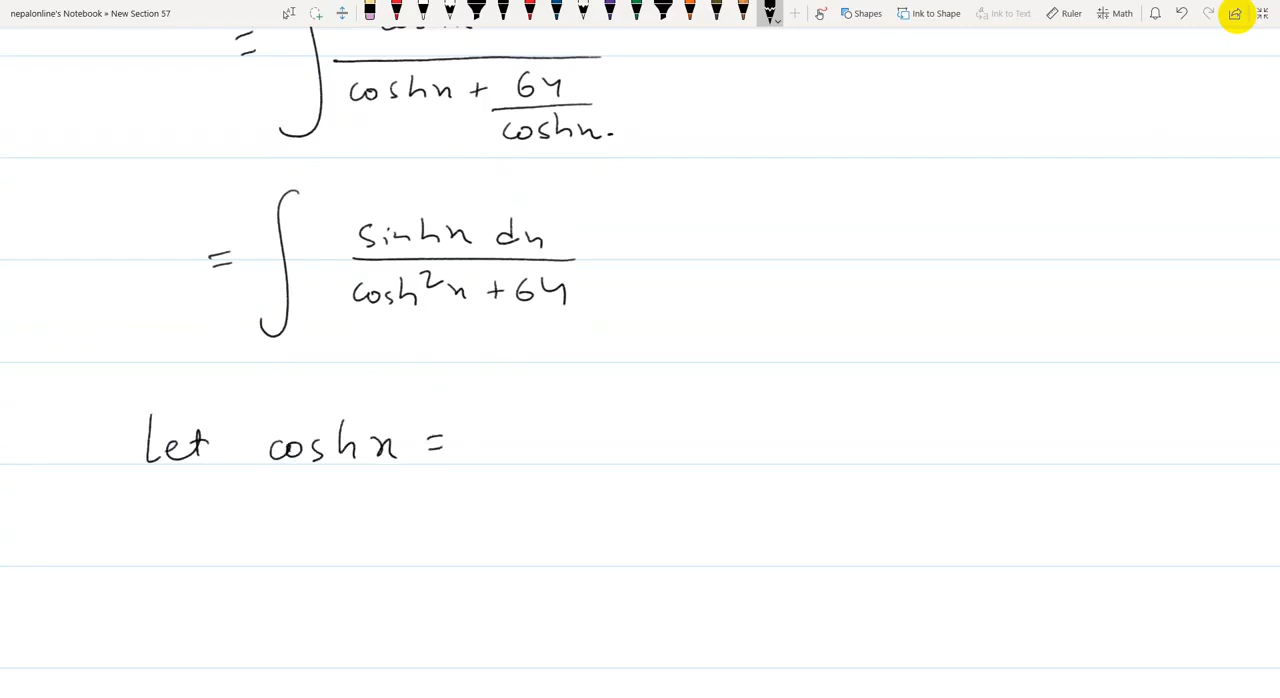 nepalonline's Notebook » New Section 57
Shapes Ink to Shape Ink to Text Ruler Math
= ∫
coshx + 64
coshx.
= ∫ sinhx dx
cosh²x + 64
Let coshx =